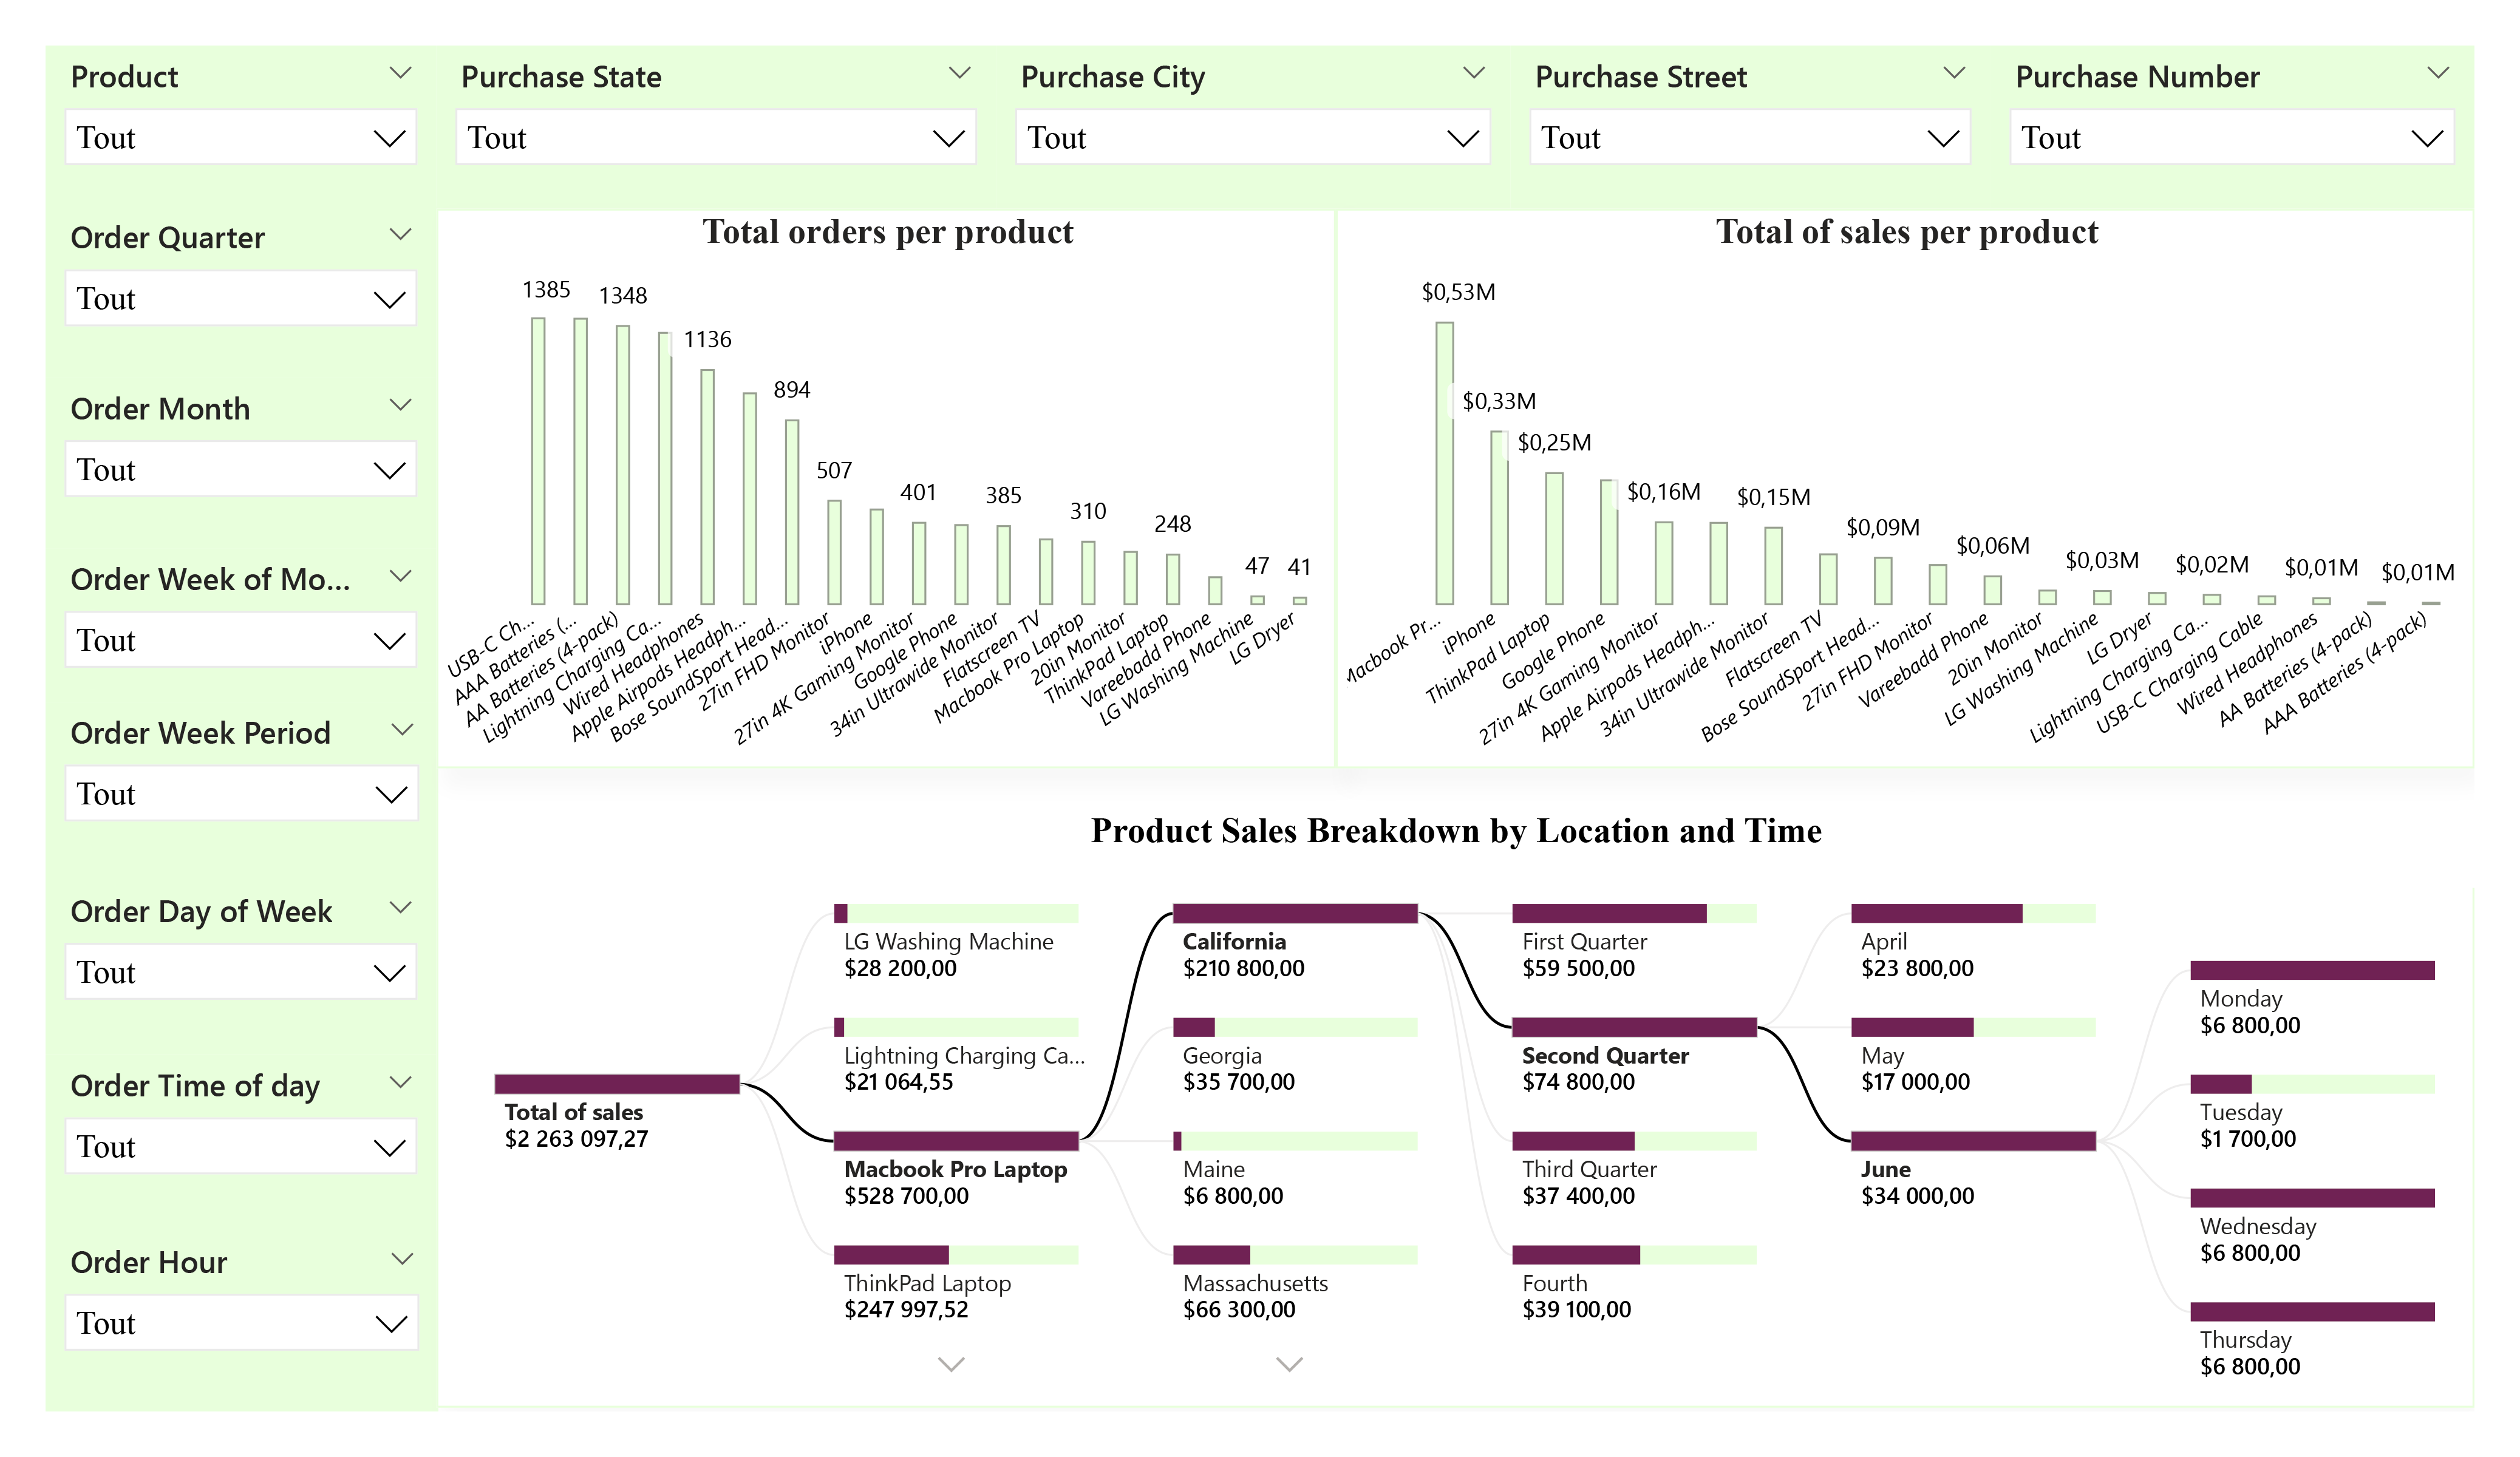 Product
Tout
Purchase State
Tout
Purchase City
Tout
Purchase Street
Tout
Purchase Number
Tout
Order Quarter
Tout
Order Month
Tout
Order Week of Mo...
Tout
Order Week Period
Tout
Order Day of Week
Tout
Order Time of day
Tout
Order Hour
Tout
Total orders per product
1385
1348
1136
894
507
401
385
310
248
47
41
USB-C Ch...
AAA Batteries (...
AA Batteries (4-pack)
Lightning Charging Ca...
Wired Headphones
Apple Airpods Headph...
Bose SoundSport Head...
27in FHD Monitor
iPhone
27in 4K Gaming Monitor
Google Phone
34in Ultrawide Monitor
Flatscreen TV
Macbook Pro Laptop
20in Monitor
ThinkPad Laptop
Vareebadd Phone
LG Washing Machine
LG Dryer
Total of sales per product
$0,53M
$0,33M
$0,25M
$0,16M
$0,15M
$0,09M
$0,06M
$0,03M
$0,02M
$0,01M
$0,01M
Macbook Pr...
iPhone
ThinkPad Laptop
Google Phone
27in 4K Gaming Monitor
Apple Airpods Headph...
34in Ultrawide Monitor
Flatscreen TV
Bose SoundSport Head...
27in FHD Monitor
Vareebadd Phone
20in Monitor
LG Washing Machine
LG Dryer
Lightning Charging Ca...
USB-C Charging Cable
Wired Headphones
AA Batteries (4-pack)
AAA Batteries (4-pack)
Product Sales Breakdown by Location and Time
Total of sales
$2 263 097,27
LG Washing Machine
$28 200,00
Lightning Charging Ca...
$21 064,55
Macbook Pro Laptop
$528 700,00
ThinkPad Laptop
$247 997,52
California
$210 800,00
Georgia
$35 700,00
Maine
$6 800,00
Massachusetts
$66 300,00
First Quarter
$59 500,00
Second Quarter
$74 800,00
Third Quarter
$37 400,00
Fourth
$39 100,00
April
$23 800,00
May
$17 000,00
June
$34 000,00
Monday
$6 800,00
Tuesday
$1 700,00
Wednesday
$6 800,00
Thursday
$6 800,00